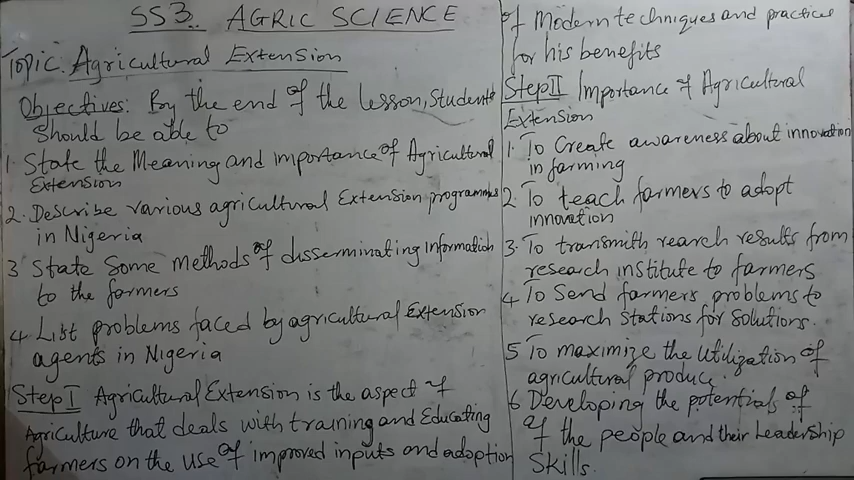 SS3. AGRIC SCIENCE
Topic: Agricultural Extension
Objectives: By the end of the lesson, Students
should be able to
1. State the Meaning and importance of Agricultural
Extension
2. Describe various agricultural Extension programmes
in Nigeria
3 State Some methods of disserminating information
to the farmers
4. List problems faced by agricultural Extension
agents in Nigeria
Step I Agricultural Extension is the aspect of
Agriculture that deals with training and Educating
farmers on the use of improved inputs and adoption
of Modern techniques and practices
for his benefits
Step II Importance of Agricultural
Extension
1. To Create awareness about innovation
in farming
2. To teach farmers to adopt
innovation
3. To transmith rearch results from
research institute to farmers
4 To Send farmers problems to
research stations for solutions.
5 To maximize the utilization of
agricultural produce.
6 Developing the potentials of
of the people and their Leadership
Skills.